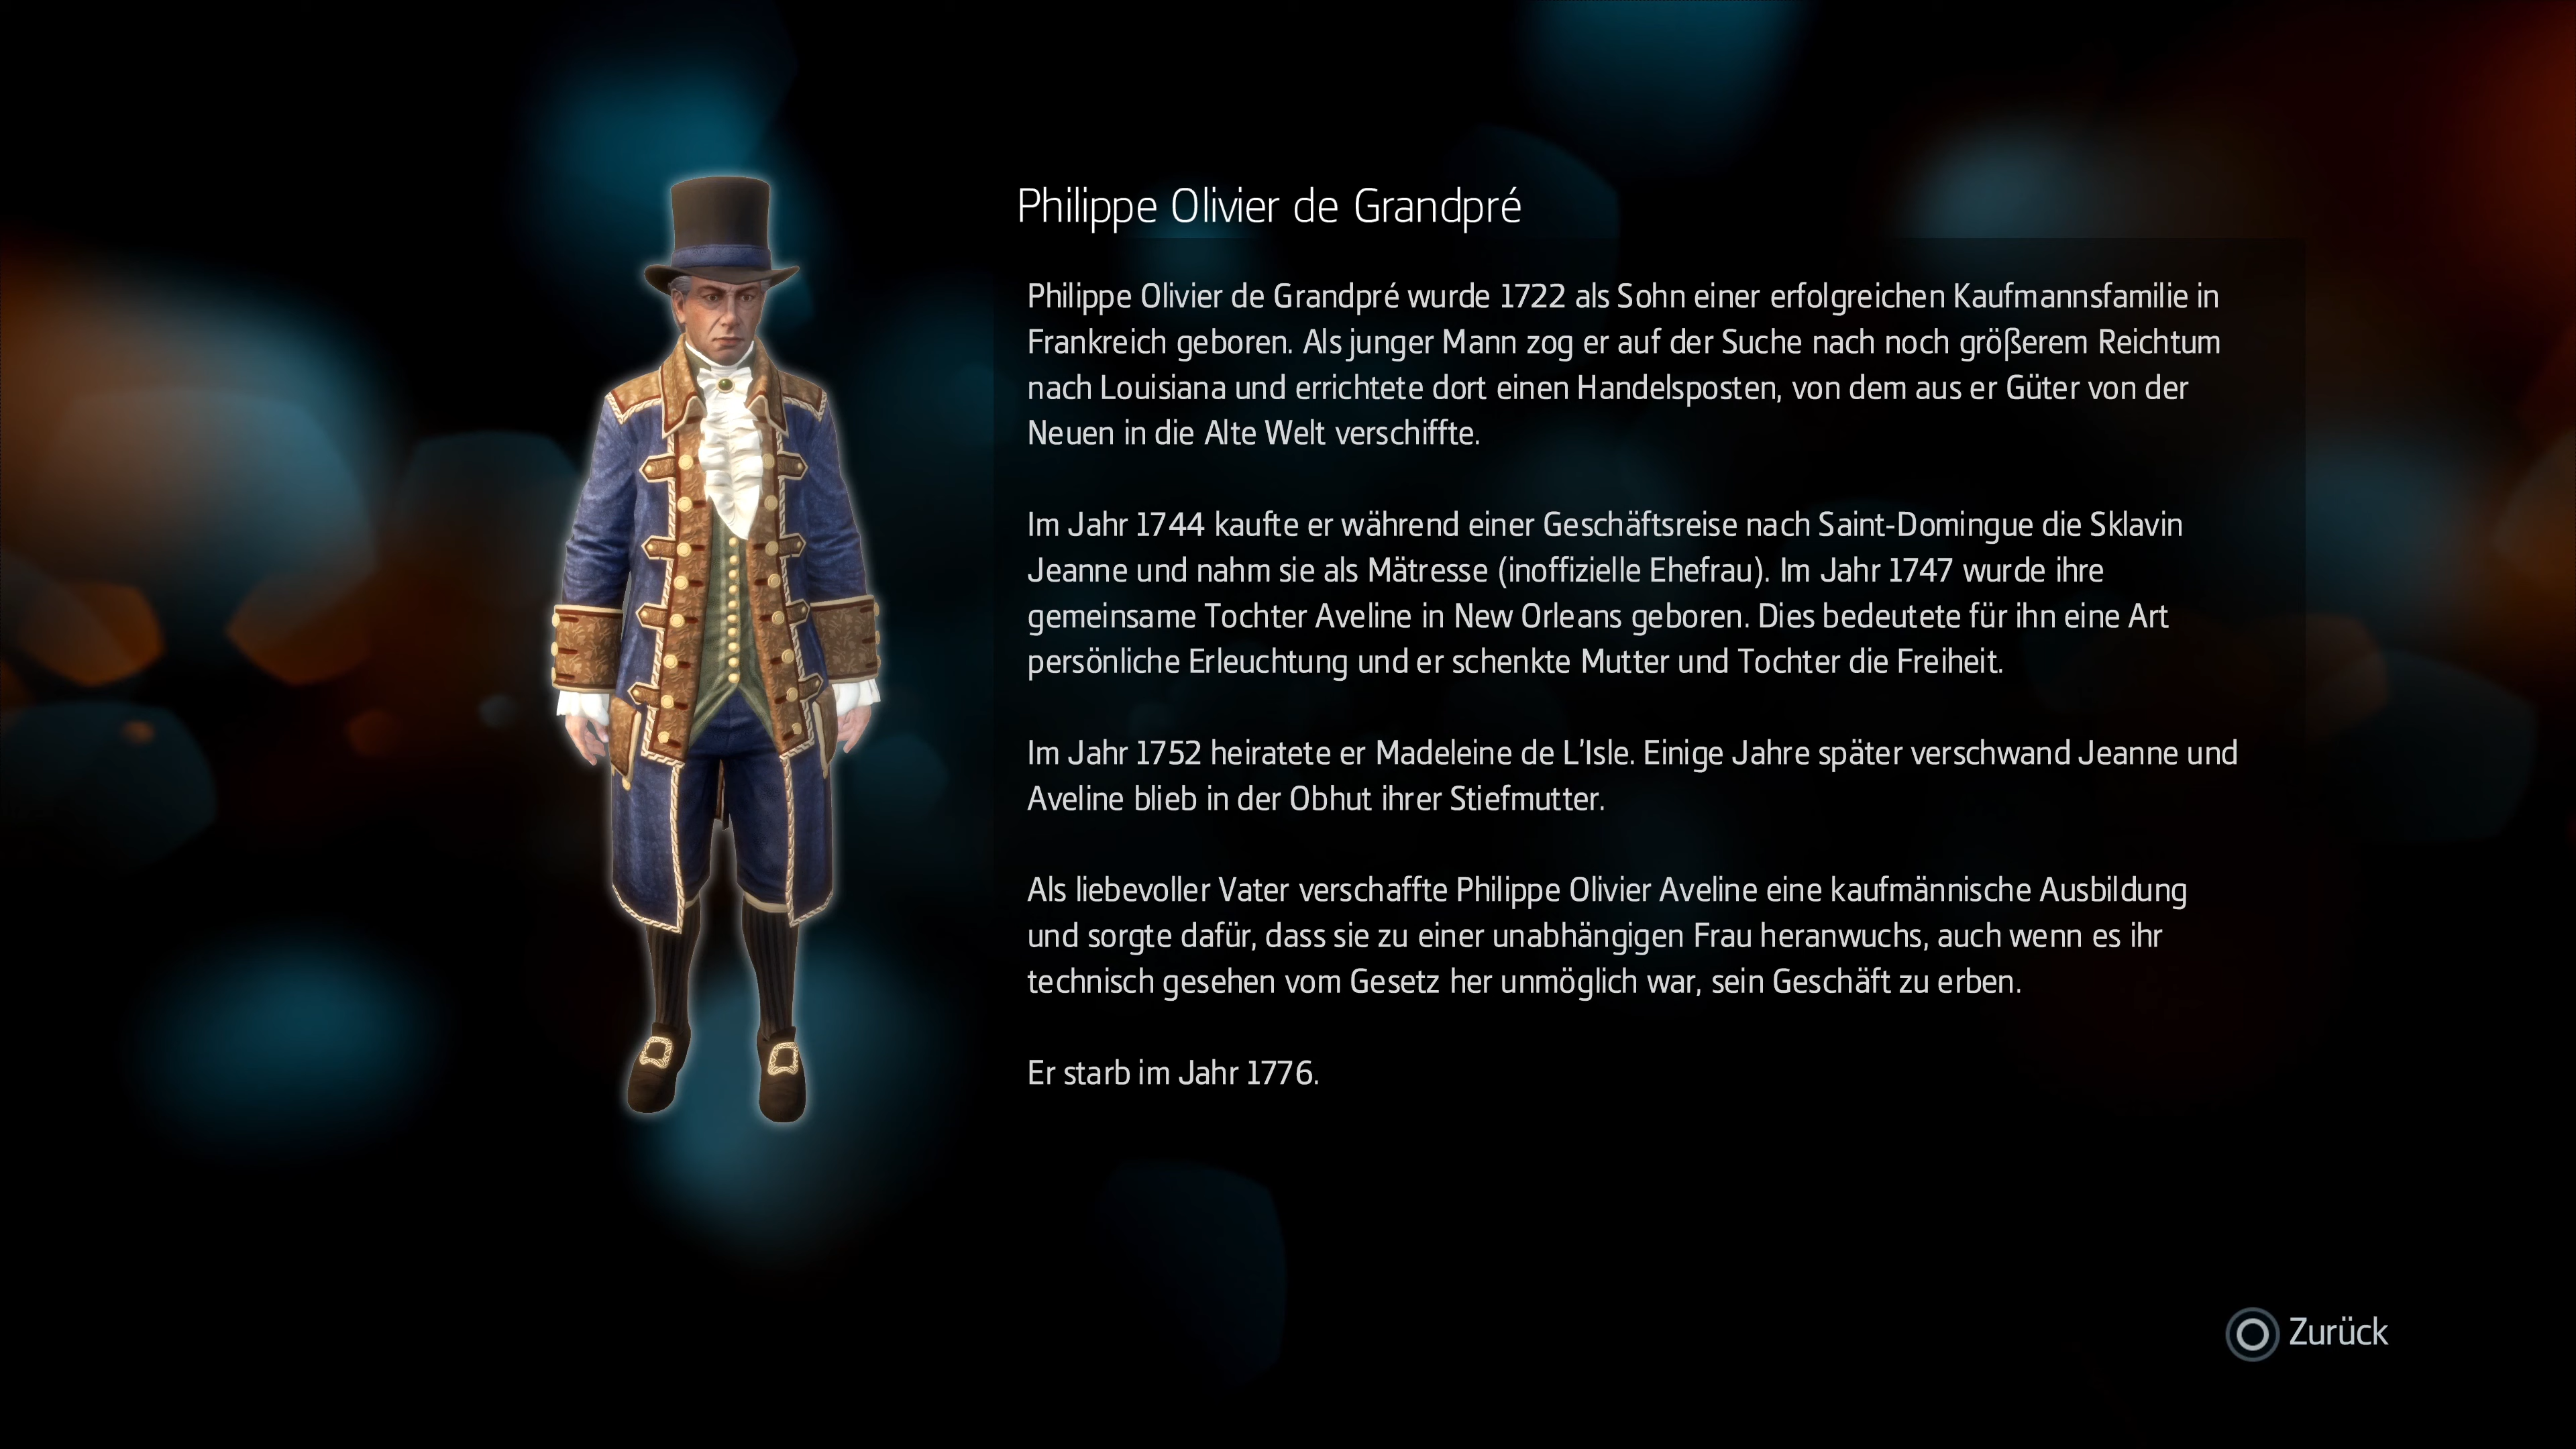 Philippe Olivier de Grandpré
Philippe Olivier de Grandpré wurde 1722 als Sohn einer erfolgreichen Kaufmannsfamilie in
Frankreich geboren. Als junger Mann zog er auf der Suche nach noch größerem Reichtum
nach Louisiana und errichtete dort einen Handelsposten, von dem aus er Güter von der
Neuen in die Alte Welt verschiffte.
Im Jahr 1744 kaufte er während einer Geschäftsreise nach Saint-Domingue die Sklavin
Jeanne und nahm sie als Mätresse (inoffizielle Ehefrau). Im Jahr 1747 wurde ihre
gemeinsame Tochter Aveline in New Orleans geboren. Dies bedeutete für ihn eine Art
persönliche Erleuchtung und er schenkte Mutter und Tochter die Freiheit.
Im Jahr 1752 heiratete er Madeleine de L'Isle. Einige Jahre später verschwand Jeanne und
Aveline blieb in der Obhut ihrer Stiefmutter.
Als liebevoller Vater verschaffte Philippe Olivier Aveline eine kaufmännische Ausbildung
und sorgte dafür, dass sie zu einer unabhängigen Frau heranwuchs, auch wenn es ihr
technisch gesehen vom Gesetz her unmöglich war, sein Geschäft zu erben.
Er starb im Jahr 1776.
Zurück